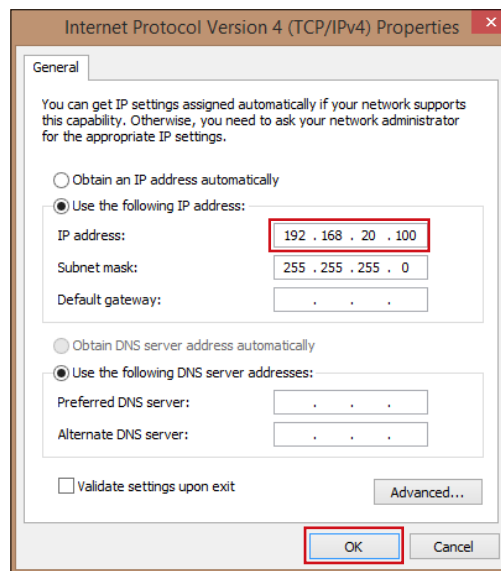 Internet Protocol Version 4 (TCP/IPv4) Properties
General
You can get IP settings assigned automatically if your network supports
this capability. Otherwise, you need to ask your network administrator
for the appropriate IP settings.
Obtain an IP address automatically
Use the following IP address:
IP address: 192 . 168 . 20 . 100
Subnet mask: 255 . 255 . 255 . 0
Default gateway: . . .
Obtain DNS server address automatically
Use the following DNS server addresses:
Preferred DNS server: . . .
Alternate DNS server: . . .
Validate settings upon exit
Advanced...
OK Cancel